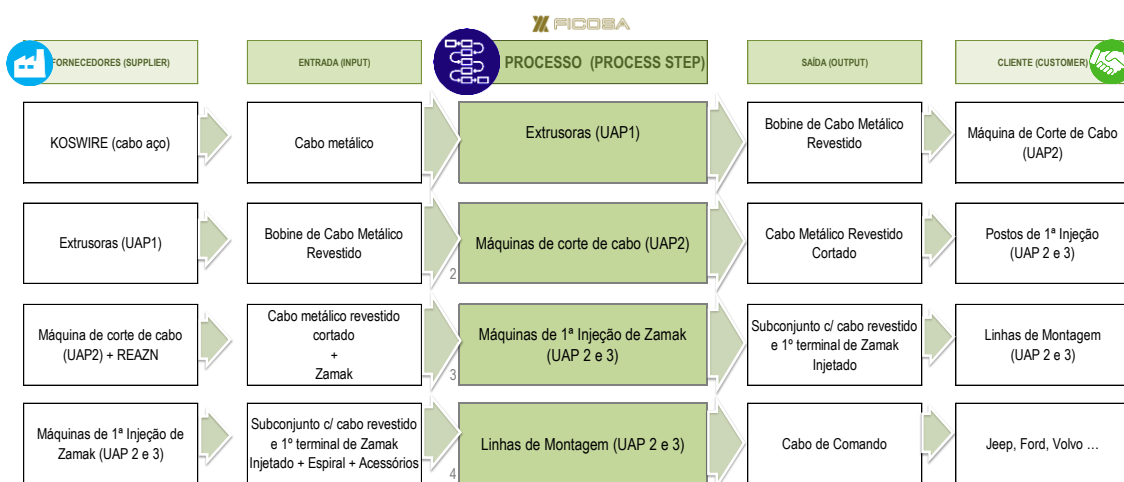 FICOSA
FORNECEDORES (SUPPLIER)
ENTRADA (INPUT)
PROCESSO (PROCESS STEP)
SAÍDA (OUTPUT)
CLIENTE (CUSTOMER)
KOSWIRE (cabo aço)
Cabo metálico
Extrusoras (UAP1)
Bobine de Cabo Metálico
Revestido
Máquina de Corte de Cabo
(UAP2)
Extrusoras (UAP1)
Bobine de Cabo Metálico
Revestido
2
Máquinas de corte de cabo (UAP2)
Cabo Metálico Revestido
Cortado
Postos de 1ª Injeção
(UAP 2 e 3)
Máquina de corte de cabo
(UAP2) + REAZN
Cabo metálico revestido
cortado
+
Zamak
3
Máquinas de 1ª Injeção de Zamak
(UAP 2 e 3)
Subconjunto c/ cabo revestido
e 1º terminal de Zamak
Injetado
Linhas de Montagem
(UAP 2 e 3)
Máquinas de 1ª Injeção de
Zamak (UAP 2 e 3)
Subconjunto c/ cabo revestido
e 1º terminal de Zamak
Injetado + Espiral + Acessórios
4
Linhas de Montagem (UAP 2 e 3)
Cabo de Comando
Jeep, Ford, Volvo ...